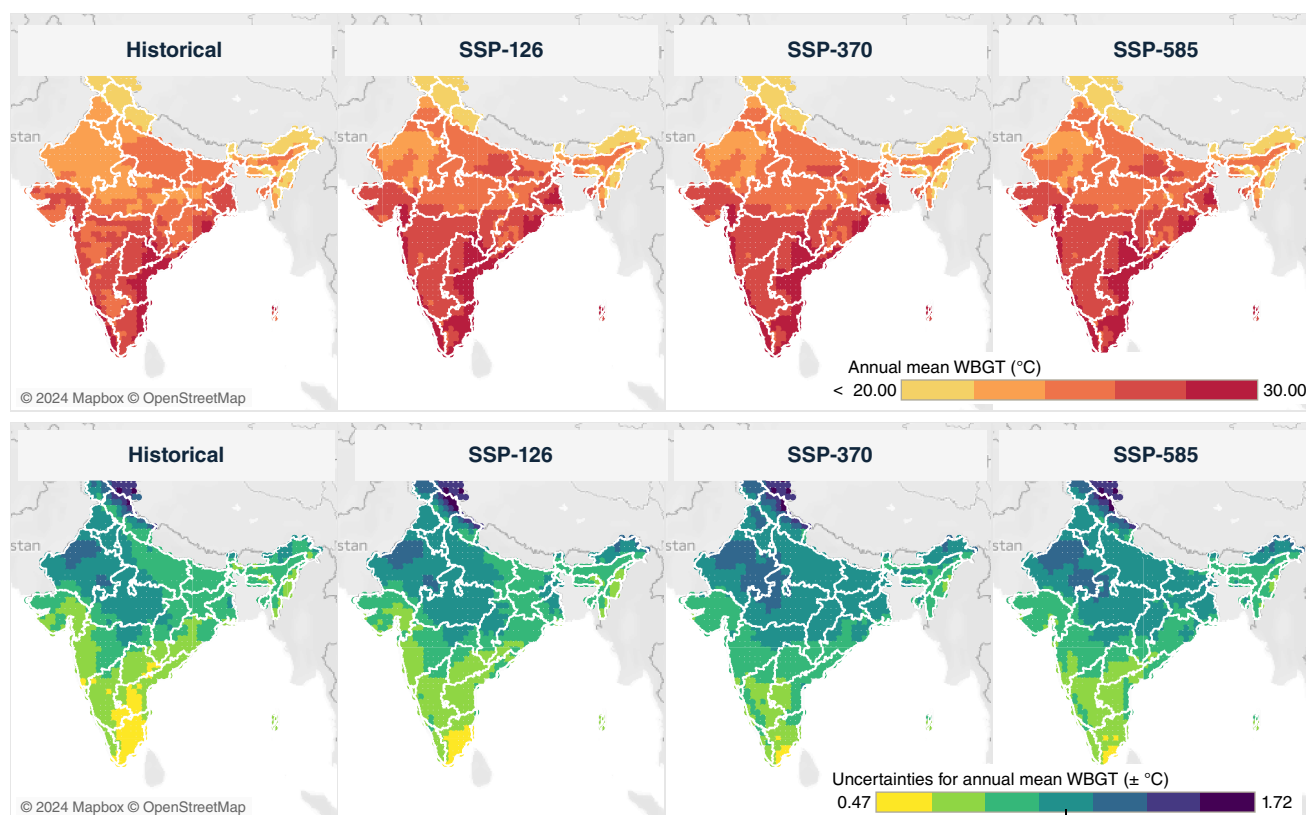 Historical
SSP-126
SSP-370
SSP-585
stan
stan
stan
stan
Annual mean WBGT (°C)
< 20.00
30.00
© 2024 Mapbox © OpenStreetMap
Historical
SSP-126
SSP-370
SSP-585
stan
stan
stan
stan
Uncertainties for annual mean WBGT (± °C)
0.47
1.72
© 2024 Mapbox © OpenStreetMap